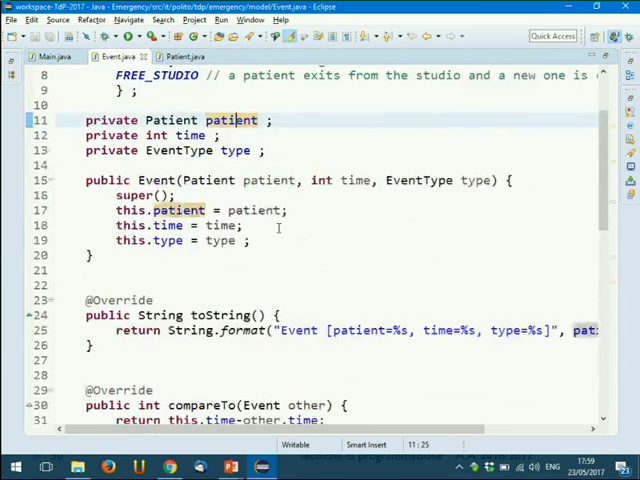 workspace-TdP-2017 - Java - Emergency/src/it/polito/tdp/emergency/model/Event.java - Eclipse
File Edit Source Refactor Navigate Search Project Run Window Help
Quick Access
Main.java Event.java Patient.java
8 FREE_STUDIO // a patient exits from the studio and a new one is
9 } ;
10
11 private Patient patient ;
12 private int time ;
13 private EventType type ;
14
15 public Event(Patient patient, int time, EventType type) {
16 super();
17 this.patient = patient;
18 this.time = time;
19 this.type = type ;
20 }
21
22
23 @Override
24 public String toString() {
25 return String.format("Event [patient=%s, time=%s, type=%s]", pati
26 }
27
28
29 @Override
30 public int compareTo(Event other) {
31 return this.time-other.time;
Writable Smart Insert 11 : 25
17:59
ENG
23/05/2017